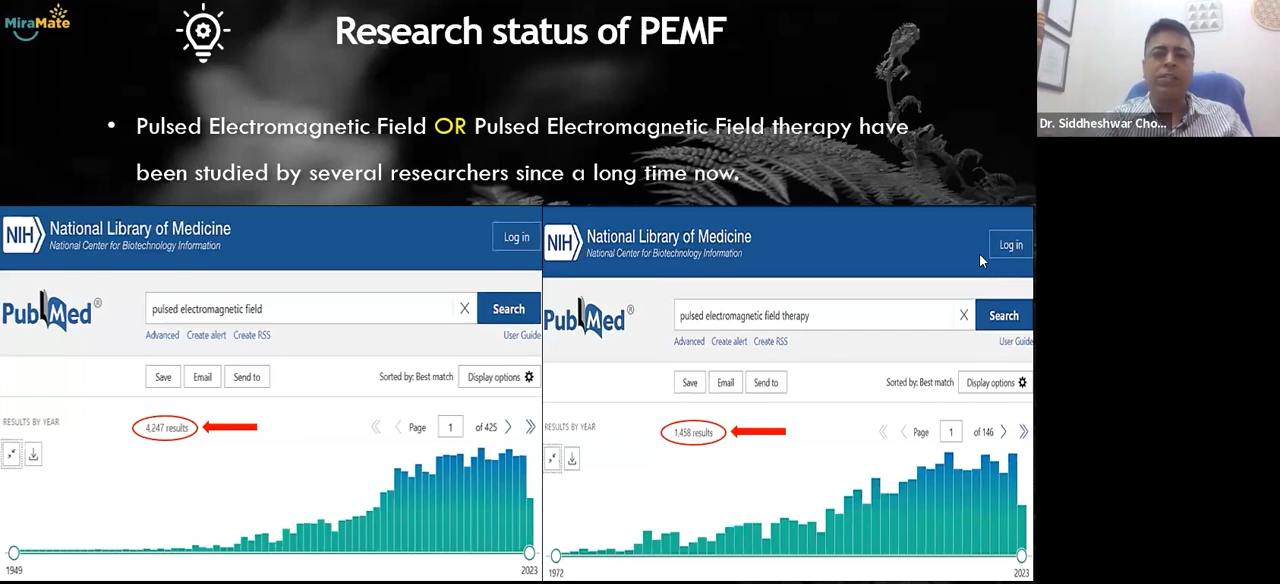 MiraMate
Research status of PEMF
• Pulsed Electromagnetic Field OR Pulsed Electromagnetic Field therapy have
been studied by several researchers since a long time now.
Dr. Siddheshwar Cho...
NIH National Library of Medicine
National Center for Biotechnology Information
Log in
PubMed®
pulsed electromagnetic field X Search
Advanced Create alert Create RSS User Guide
Save Email Send to Sorted by: Best match Display options
RESULTS BY YEAR
4,247 results
Page 1 of 425
1949 2023
NIH National Library of Medicine
National Center for Biotechnology Information
Log in
PubMed®
pulsed electromagnetic field therapy X Search
Advanced Create alert Create RSS User Guide
Save Email Send to Sorted by: Best match Display options
RESULTS BY YEAR
1,458 results
Page 1 of 146
1972 2023